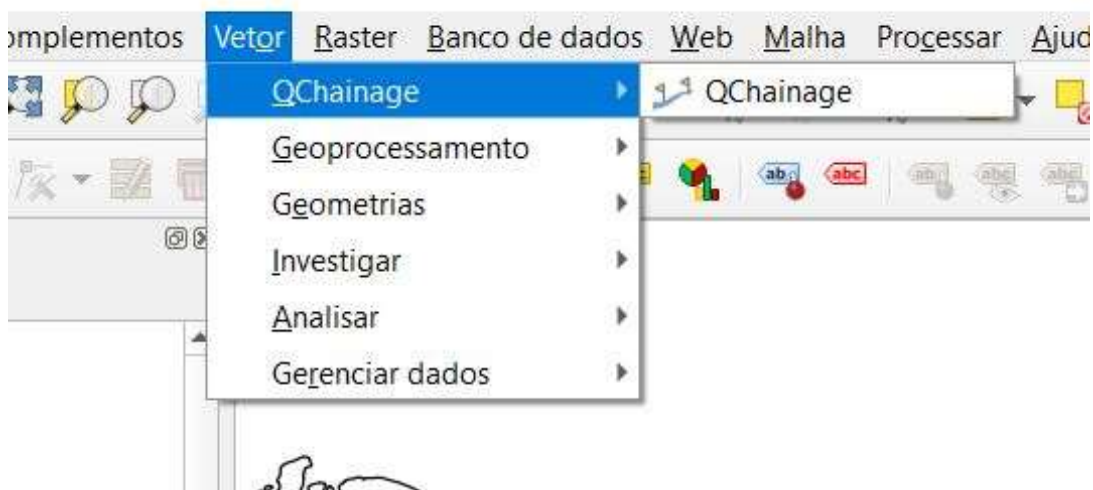 omplementos Vetor Raster Banco de dados Web Malha Processar Ajud
QChainage QChainage
Geoprocessamento
Geometrias
abc abc
Investigar
Analisar
Gerenciar dados